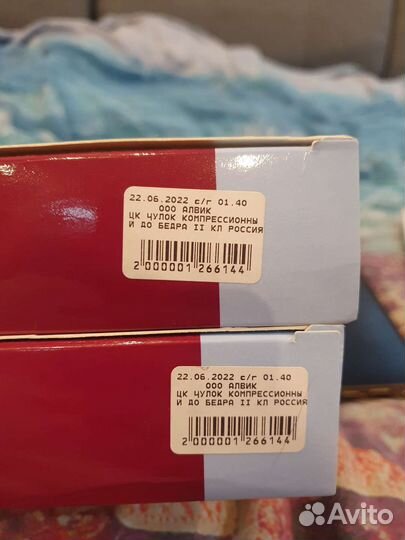 22.06.2022 с/г 01.40
ООО АЛВИК
ЦК ЧУЛОК КОМПРЕССИОННЫ
Й ДО БЕДРА II КЛ РОССИЯ
2 000001 266144
22.06.2022 с/г 01.40
ООО АЛВИК
ЦК ЧУЛОК КОМПРЕССИОННЫ
Й ДО БЕДРА II КЛ РОССИЯ
2 000001 266144
Avito